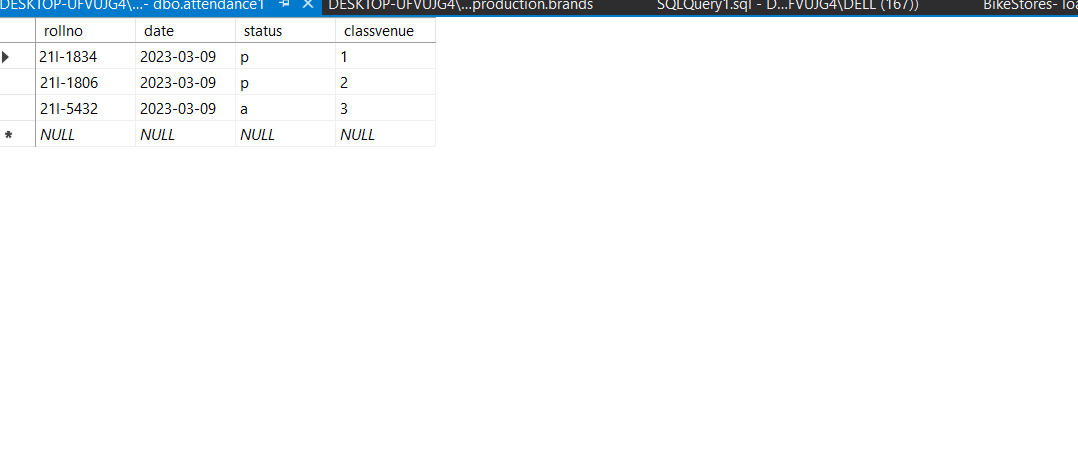 DESKTOP-UFVUJG4\...- dbo.attendance1 DESKTOP-UFVUJG4\...production.brands SQLQuery1.sql - D...FVUJG4\DELL (167)) BikeStores- loa
rollno date status classvenue
21I-1834 2023-03-09 p 1
21I-1806 2023-03-09 p 2
21I-5432 2023-03-09 a 3
NULL NULL NULL NULL